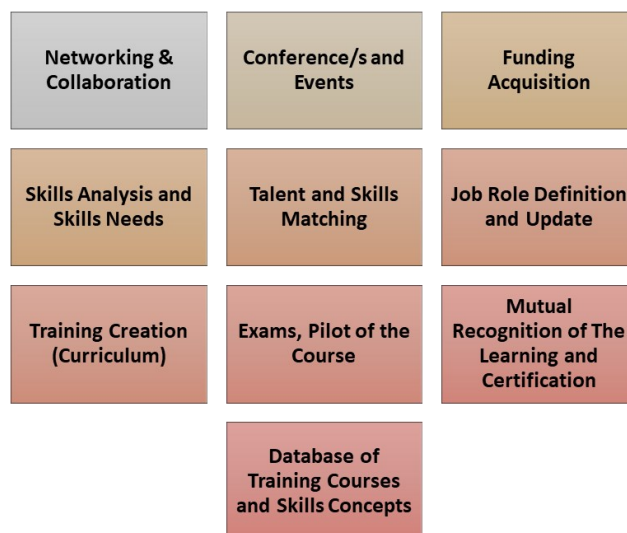 Networking &
Collaboration
Conference/s and
Events
Funding
Acquisition
Skills Analysis and
Skills Needs
Talent and Skills
Matching
Job Role Definition
and Update
Training Creation
(Curriculum)
Exams, Pilot of the
Course
Mutual
Recognition of The
Learning and
Certification
Database of
Training Courses
and Skills Concepts